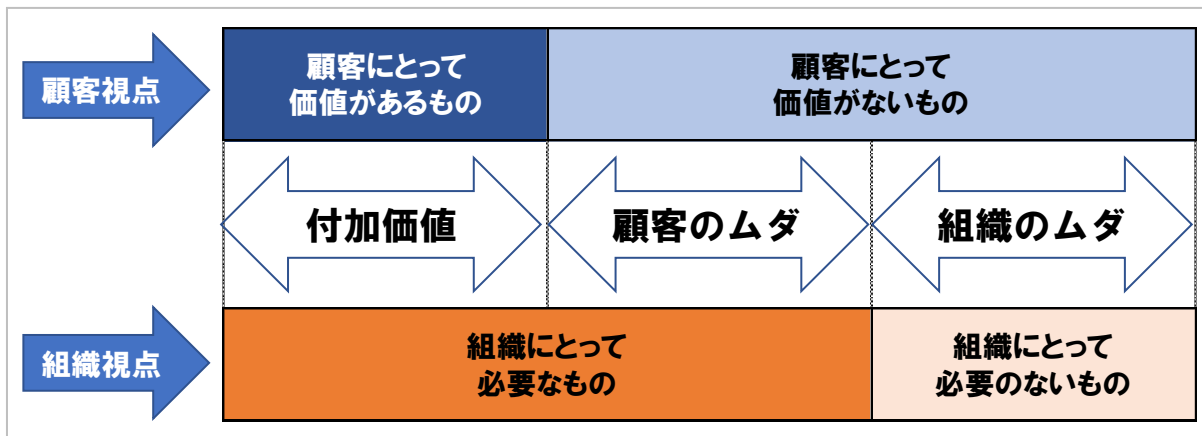 顧客視点
顧客にとって
価値があるもの
顧客にとって
価値がないもの
付加価値
顧客のムダ
組織のムダ
組織視点
組織にとって
必要なもの
組織にとって
必要のないもの